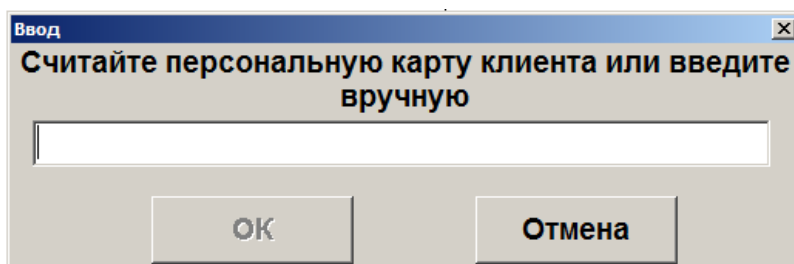 Ввод
Считайте персональную карту клиента или введите
вручную
ОК
Отмена